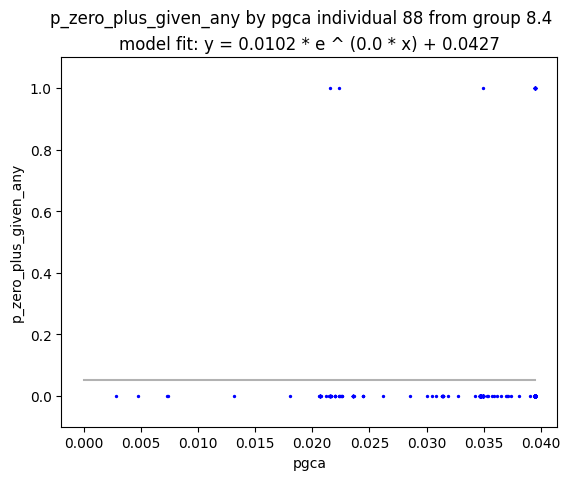 p_zero_plus_given_any by pgca individual 88 from group 8.4
model fit: y = 0.0102 * e ^ (0.0 * x) + 0.0427
1.0
0.8
0.6
0.4
0.2
0.0
p_zero_plus_given_any
0.000 0.005 0.010 0.015 0.020 0.025 0.030 0.035 0.040
pgca